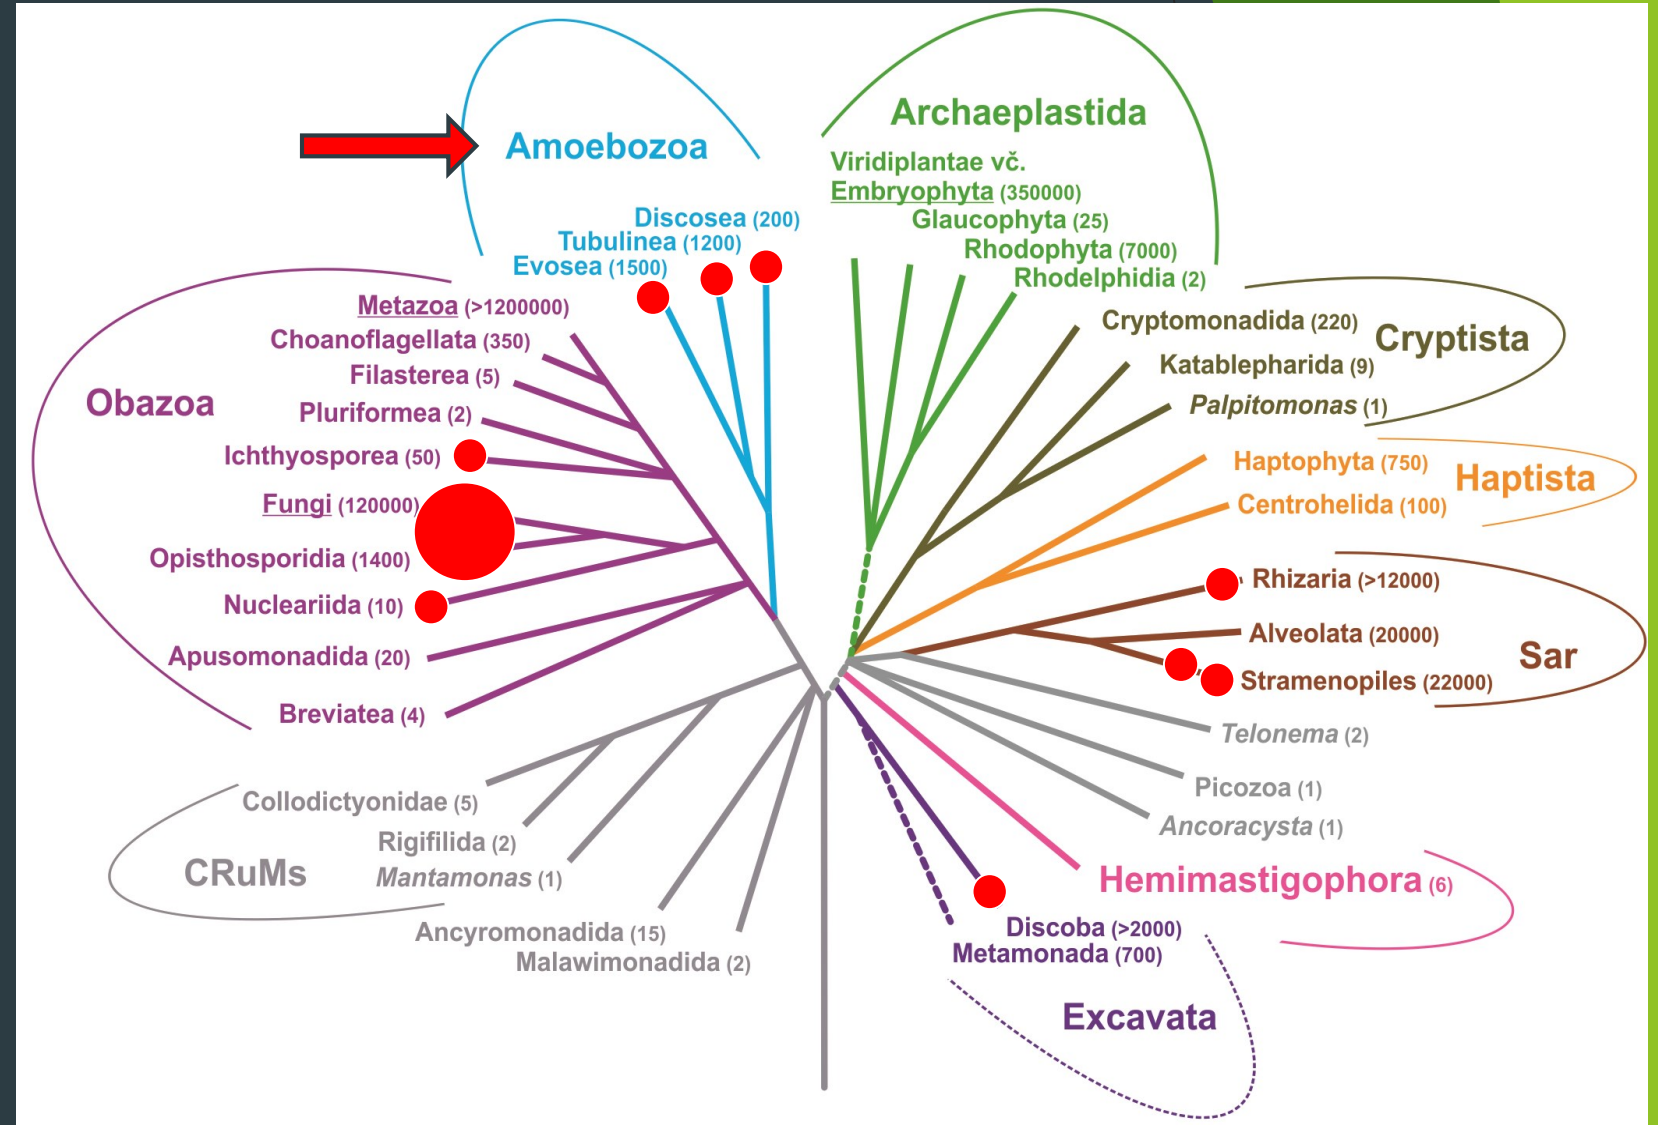 Amoebozoa
Discosea (200)
Tubulinea (1200)
Evosea (1500)
Archaeplastida
Viridiplantae vč.
Embryophyta (350000)
Glaucophyta (25)
Rhodophyta (7000)
Rhodelphidia (2)
Obazoa
Metazoa (>1200000)
Choanoflagellata (350)
Filasterea (5)
Pluriformea (2)
Ichthyosporea (50)
Fungi (120000)
Opisthosporidia (1400)
Nucleariida (10)
Apusomonadida (20)
Breviatea (4)
Cryptomonadida (220)
Cryptista
Katablepharida (9)
Palpitomonas (1)
Haptophyta (750)
Haptista
Centrohelida (100)
Rhizaria (>12000)
Alveolata (20000)
Sar
Stramenopiles (22000)
Telonema (2)
Picozoa (1)
Ancoracysta (1)
Hemimastigophora (6)
Collodictyonidae (5)
Rigifilida (2)
CRuMs
Mantamonas (1)
Ancyromonadida (15)
Malawimonadida (2)
Discoba (>2000)
Metamonada (700)
Excavata